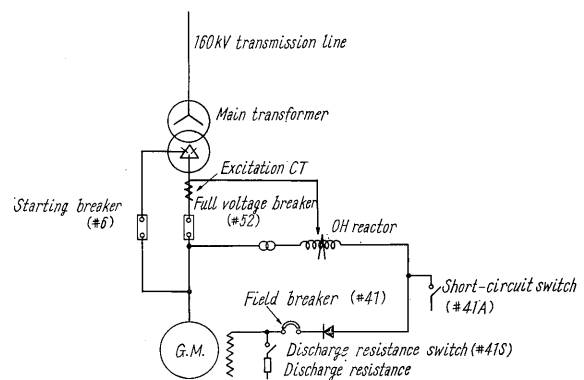 160kV transmission line
Main transformer
Excitation CT
Starting breaker
(#6)
Full voltage breaker
(#52)
OH reactor
Short-circuit switch
(#41A)
Field breaker (#41)
G.M.
Discharge resistance switch (#41S)
Discharge resistance